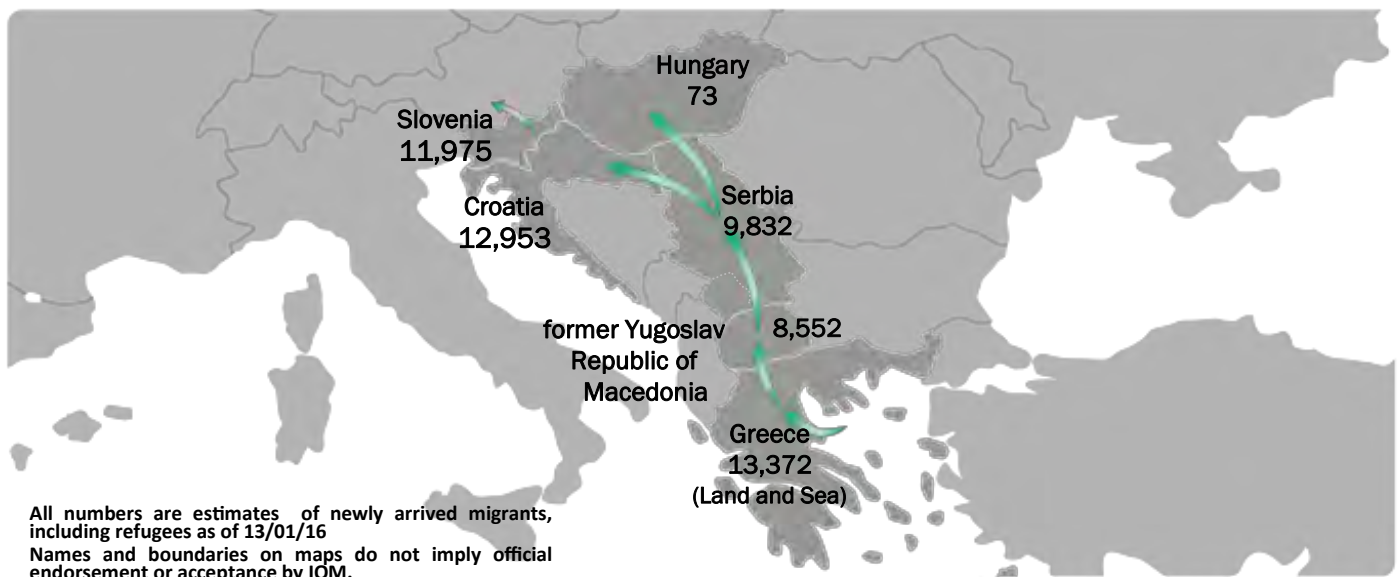 Hungary
73
Slovenia
11,975
Croatia
12,953
Serbia
9,832
former Yugoslav
Republic of
Macedonia
8,552
Greece
13,372
(Land and Sea)
All numbers are estimates of newly arrived migrants,
including refugees as of 13/01/16
Names and boundaries on maps do not imply official
endorsement or acceptance by IOM.